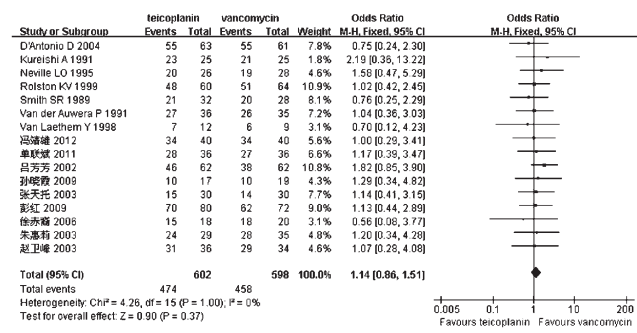 teicoplanin vancomycin Odds Ratio Odds Ratio
Study or Subgroup Events Total Events Total Weight M-H, Fixed, 95% CI M-H, Fixed, 95% CI
D'Antonio D 2004 55 63 55 61 7.8% 0.75 [0.24, 2.30]
Kureishi A 1991 23 25 21 25 1.8% 2.19 [0.36, 13.22]
Neville LO 1995 20 26 19 28 5.0% 1.58 [0.47, 5.29]
Rolston KV 1999 48 60 51 64 10.4% 1.02 [0.42, 2.45]
Smith SR 1989 21 32 20 28 7.8% 0.76 [0.25, 2.29]
Van der Auwera P 1991 27 36 26 35 7.0% 1.04 [0.36, 3.03]
Van Laethem Y 1998 7 12 6 9 3.0% 0.70 [0.12, 4.23]
2012 34 40 34 40 5.5% 1.00 [0.29, 3.41]
单联斌 2011 28 36 27 36 6.2% 1.17 [0.39, 3.47]
吕芳芳 2002 46 62 38 62 10.5% 1.82 [0.85, 3.90]
孙晓霞 2009 10 17 10 19 4.1% 1.29 [0.34, 4.82]
张天托 2003 15 30 14 30 7.5% 1.14 [0.41, 3.15]
彭红 2009 70 80 62 72 8.1% 1.13 [0.44, 2.89]
2006 15 18 18 20 3.0% 0.56 [0.08, 3.77]
朱惠莉 2003 24 29 28 35 5.1% 1.20 [0.34, 4.28]
赵卫峰 2003 31 36 29 34 4.6% 1.07 [0.28, 4.08]
Total (95% CI) 602 598 100.0% 1.14 [0.86, 1.51]
Total events 474 458
Heterogeneity: Chi² = 4.26, df = 15 (P = 1.00); I² = 0%
Test for overall effect: Z = 0.90 (P = 0.37)
0.005 0.1 1 10 200
Favours teicoplanin Favours vancomycin